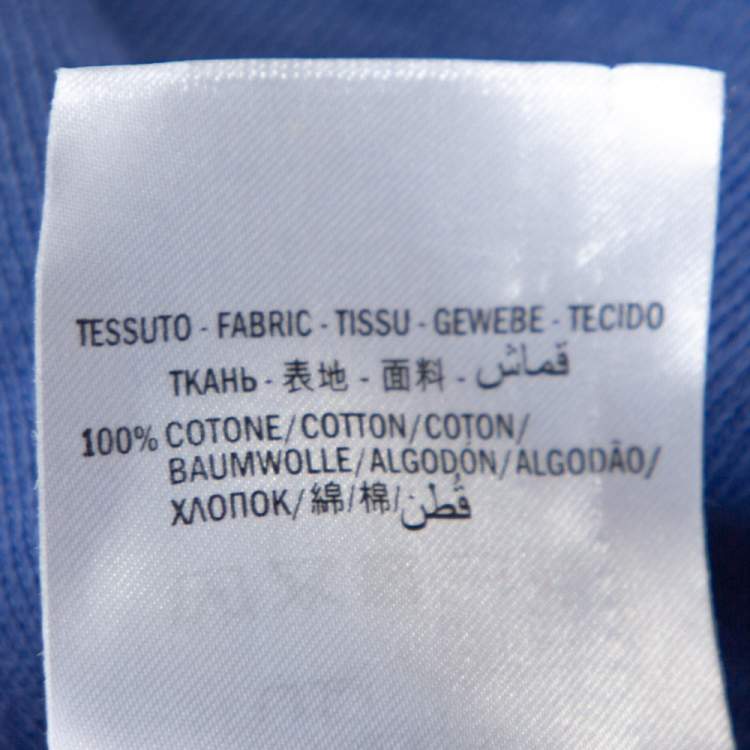 TESSUTO - FABRIC - TISSU - GEWEBE - TECIDO
ТКАНЬ - 表地 - 面料 - قماش
100% COTONE/COTTON/COTON/
BAUMWOLLE/ALGODÓN/ALGODÃO/
ХЛОПОК/綿/棉/قُطن